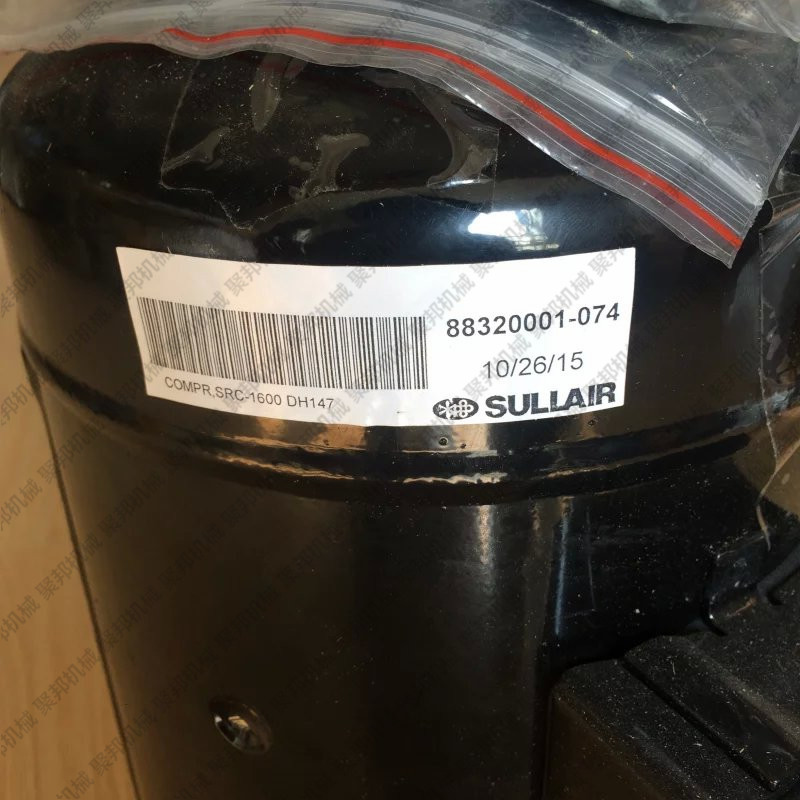 88320001-074
10/26/15
COMPR,SRC-1600 DH147
SULLAIR
聚邦机械